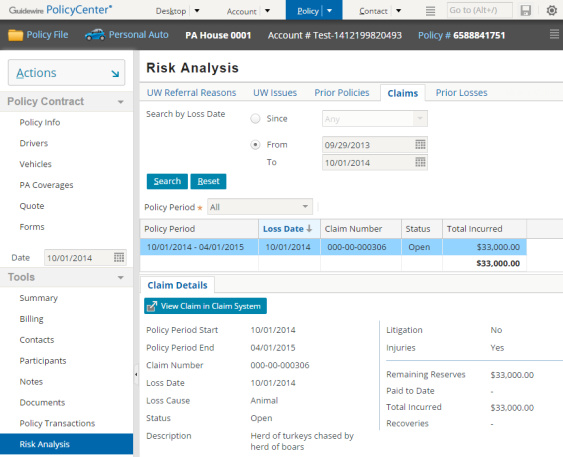 Guidewire PolicyCenter® Desktop Account Policy Contact Go to (Alt+/)
Policy File Personal Auto PA House 0001 Account # Test-1412199820493 Policy # 6588841751
Actions
Policy Contract
Policy Info
Drivers
Vehicles
PA Coverages
Quote
Forms
Date 10/01/2014
Tools
Summary
Billing
Contacts
Participants
Notes
Documents
Policy Transactions
Risk Analysis
Risk Analysis
UW Referral Reasons UW Issues Prior Policies Claims Prior Losses
Search by Loss Date Since Any
From 09/29/2013
To 10/01/2014
Search Reset
Policy Period * All
Policy Period Loss Date ↓ Claim Number Status Total Incurred
10/01/2014 - 04/01/2015 10/01/2014 000-00-000306 Open $33,000.00
$33,000.00
Claim Details
View Claim in Claim System
Policy Period Start 10/01/2014
Policy Period End 04/01/2015
Claim Number 000-00-000306
Loss Date 10/01/2014
Loss Cause Animal
Status Open
Description Herd of turkeys chased by
herd of boars
Litigation No
Injuries Yes
Remaining Reserves $33,000.00
Paid to Date -
Total Incurred $33,000.00
Recoveries -